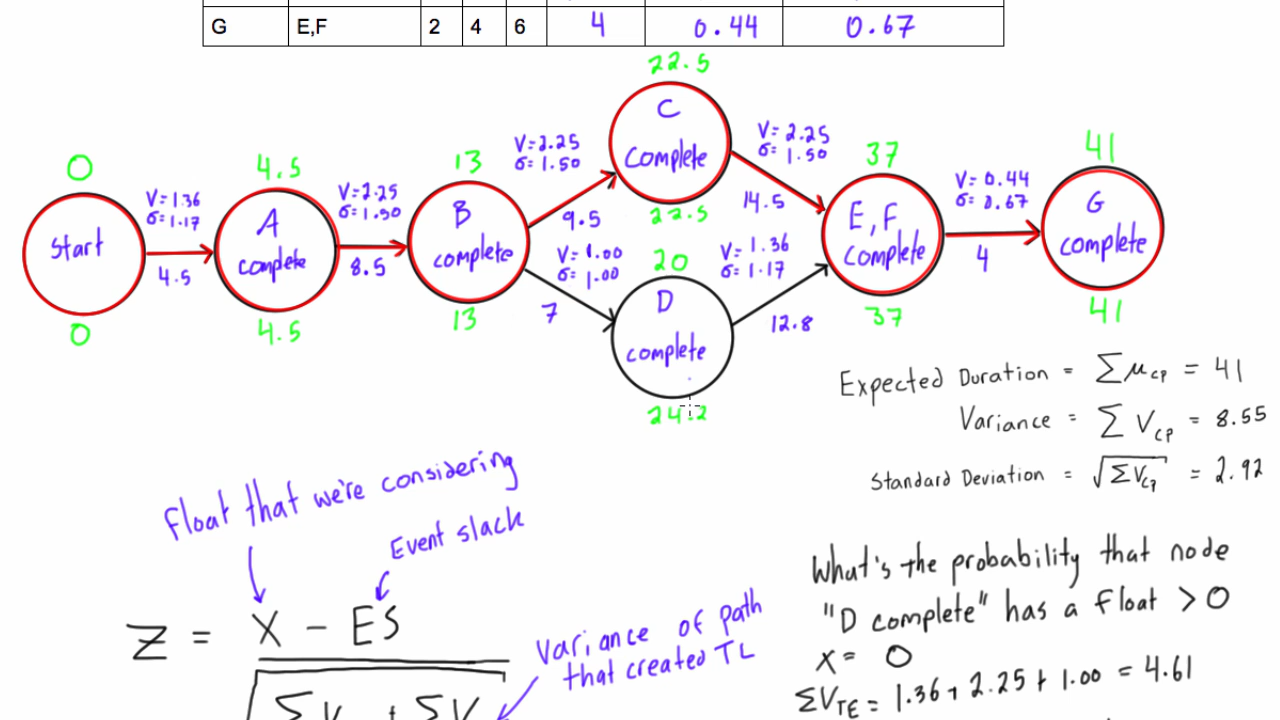 G E,F 2 4 6 4 0.44 0.67
22.5
C
complete
V=2.25
σ=1.50
V=2.25
σ=1.50
0
4.5
13
37
41
V=1.36
σ=1.17
V=2.25
σ=1.50
V=0.44
σ=0.67
Start
A
complete
B
complete
E,F
complete
G
complete
4.5
8.5
9.5
22.5
14.5
4
V=1.00
σ=1.00
20
V=1.36
σ=1.17
D
complete
7
12.8
0
4.5
13
37
41
24.2
Expected Duration = Σμcp = 41
Variance = ΣVcp = 8.55
Standard Deviation = √ΣVcp = 2.92
float that we're considering
Event slack
Z = X - ES
Variance of path
that created TL
ΣV + ΣV
What's the probability that node
"D complete" has a float > 0
x = 0
ΣVTE = 1.36 + 2.25 + 1.00 = 4.61